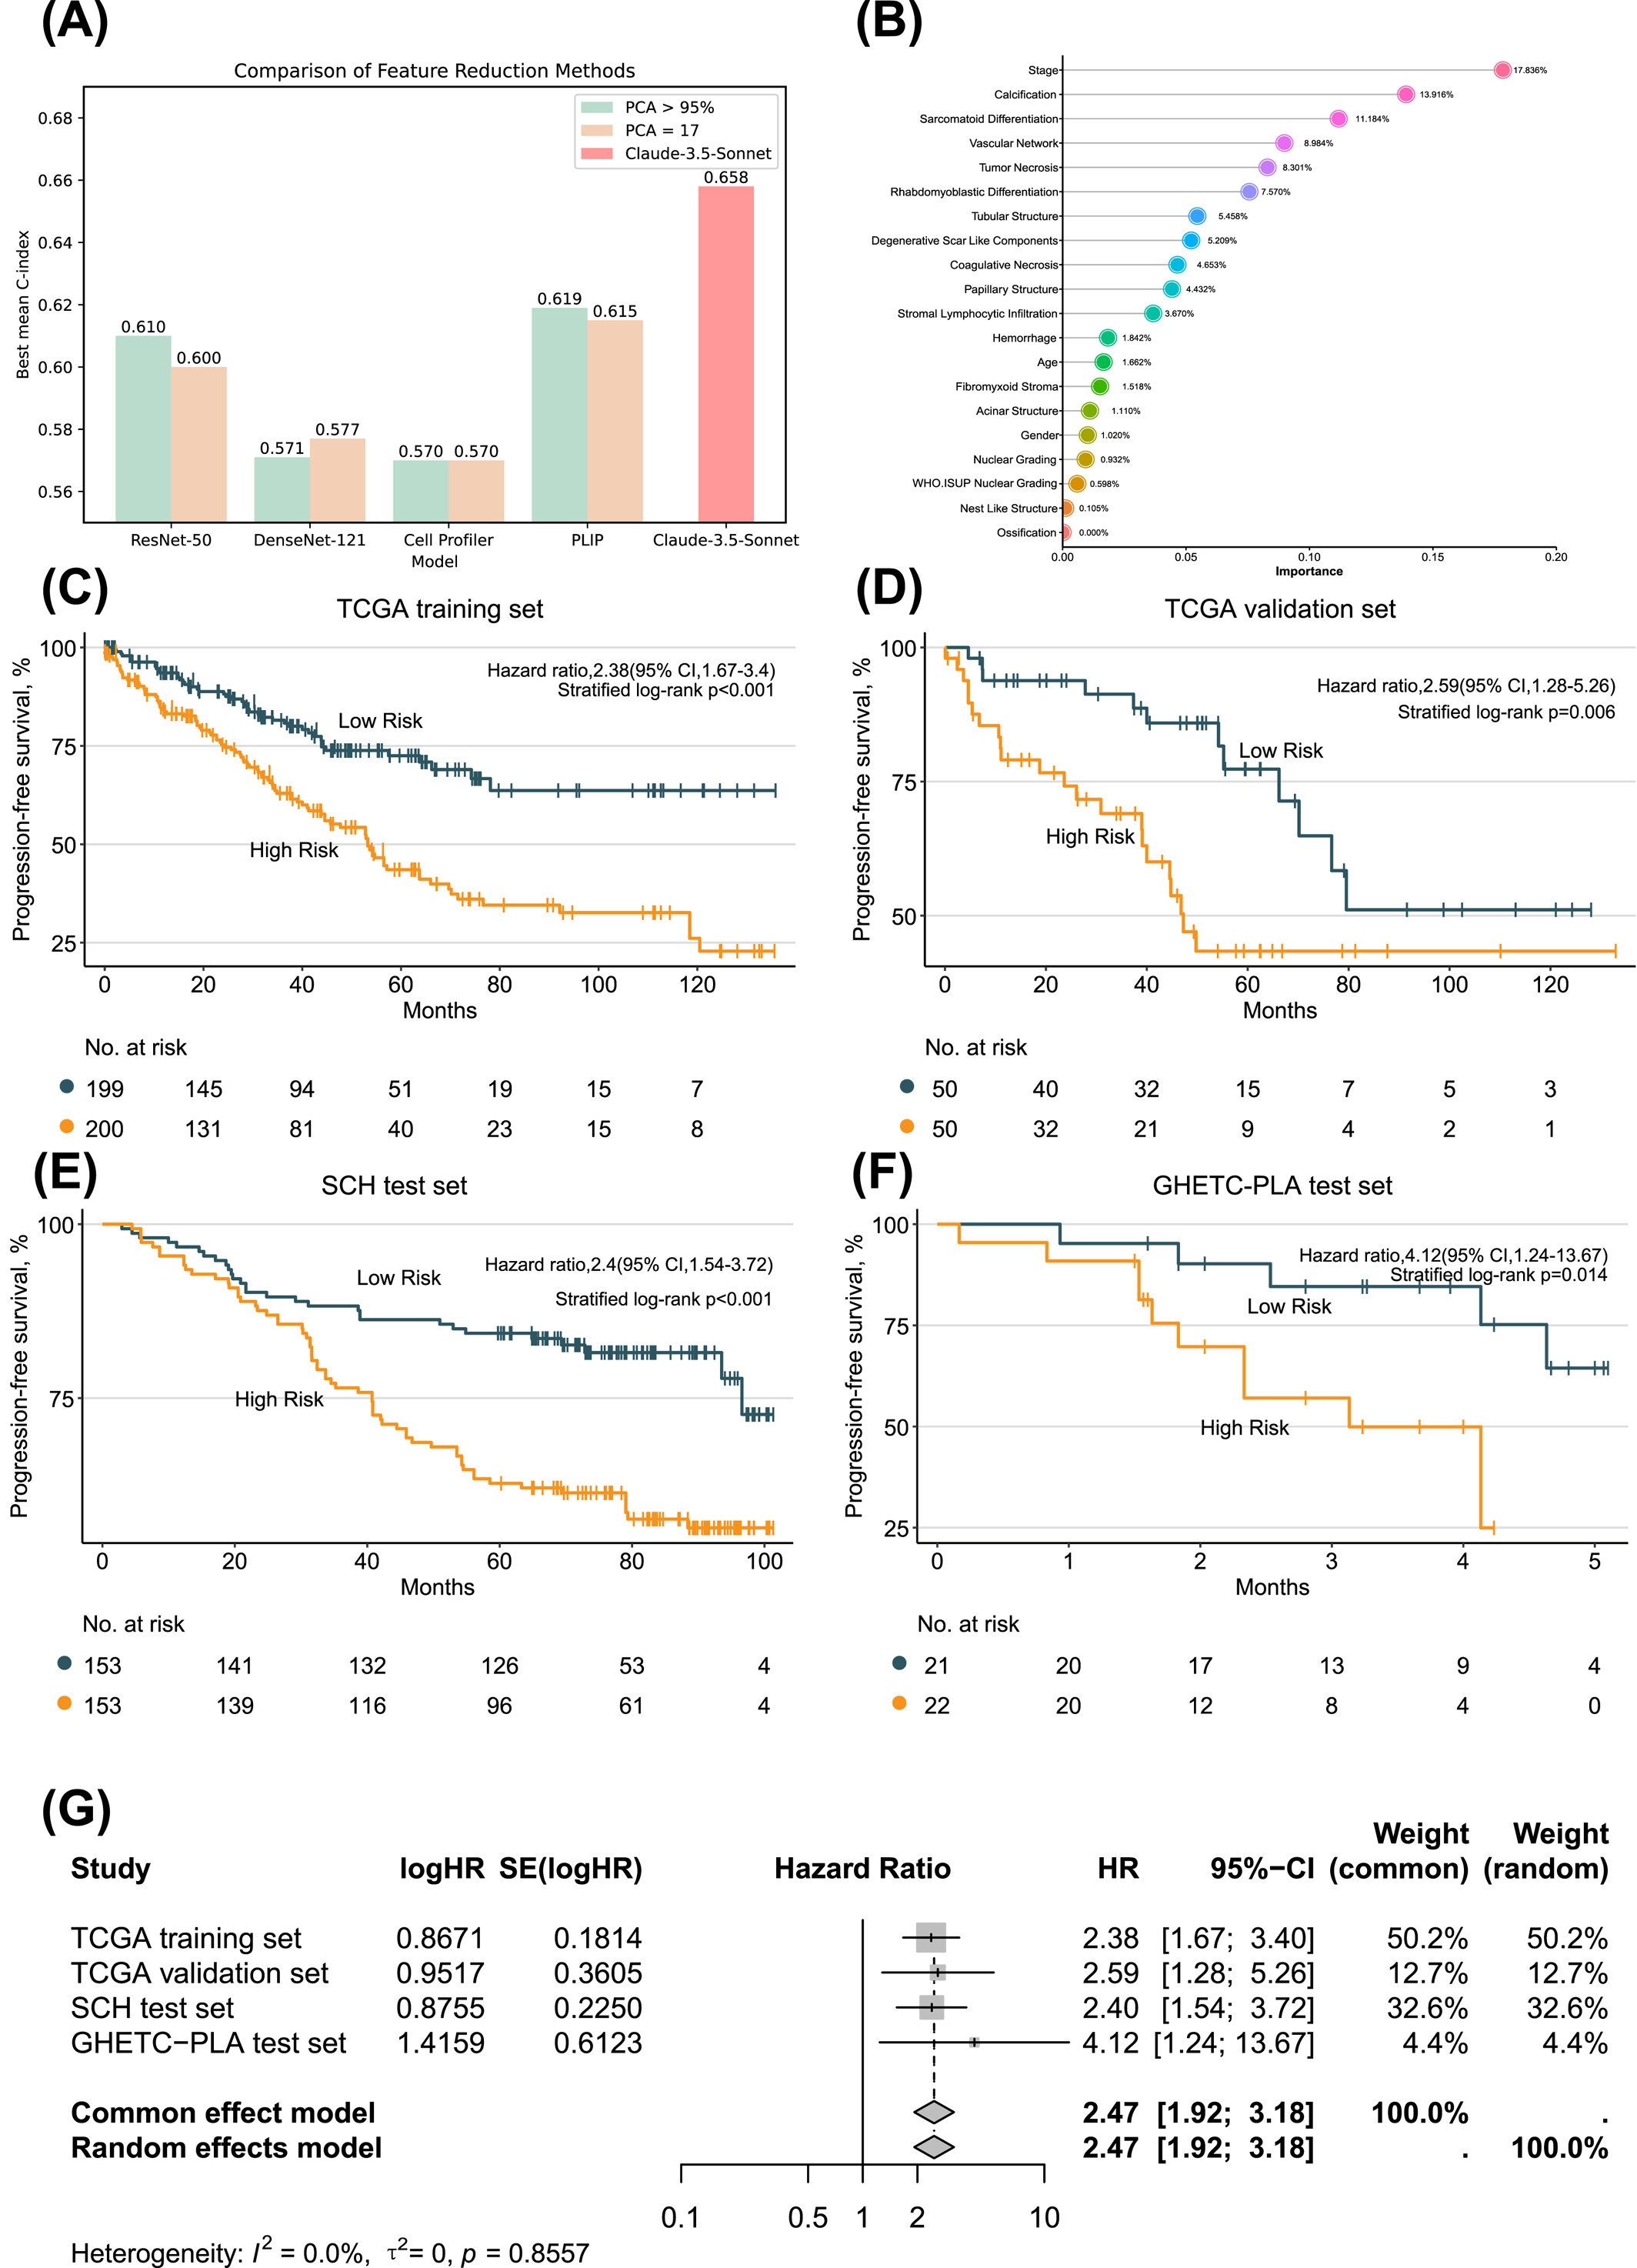 (A)
Comparison of Feature Reduction Methods
PCA > 95%
PCA = 17
Claude-3.5-Sonnet
Best mean C-index
0.68
0.66
0.64
0.62
0.60
0.58
0.56
0.610
0.600
0.571
0.577
0.570
0.570
0.619
0.615
0.658
ResNet-50
DenseNet-121
Cell Profiler
PLIP
Claude-3.5-Sonnet
Model
(B)
Stage 17.836%
Calcification 13.916%
Sarcomatoid Differentiation 11.184%
Vascular Network 8.984%
Tumor Necrosis 8.301%
Rhabdomyoblastic Differentiation 7.570%
Tubular Structure 5.458%
Degenerative Scar Like Components 5.209%
Coagulative Necrosis 4.653%
Papillary Structure 4.432%
Stromal Lymphocytic Infiltration 3.670%
Hemorrhage 1.842%
Age 1.662%
Fibromyxoid Stroma 1.518%
Acinar Structure 1.110%
Gender 1.020%
Nuclear Grading 0.932%
WHO.ISUP Nuclear Grading 0.598%
Nest Like Structure 0.105%
Ossification 0.000%
0.00 0.05 0.10 0.15 0.20
Importance
(C)
TCGA training set
Progression-free survival, %
100
75
50
25
Hazard ratio,2.38(95% CI,1.67-3.4)
Stratified log-rank p<0.001
Low Risk
High Risk
0 20 40 60 80 100 120
Months
No. at risk
199 145 94 51 19 15 7
200 131 81 40 23 15 8
(D)
TCGA validation set
Progression-free survival, %
100
75
50
Hazard ratio,2.59(95% CI,1.28-5.26)
Stratified log-rank p=0.006
Low Risk
High Risk
0 20 40 60 80 100 120
Months
No. at risk
50 40 32 15 7 5 3
50 32 21 9 4 2 1
(E)
SCH test set
Progression-free survival, %
100
75
Hazard ratio,2.4(95% CI,1.54-3.72)
Stratified log-rank p<0.001
Low Risk
High Risk
0 20 40 60 80 100
Months
No. at risk
153 141 132 126 53 4
153 139 116 96 61 4
(F)
GHETC-PLA test set
Progression-free survival, %
100
75
50
25
Hazard ratio,4.12(95% CI,1.24-13.67)
Stratified log-rank p=0.014
Low Risk
High Risk
0 1 2 3 4 5
Months
No. at risk
21 20 17 13 9 4
22 20 12 8 4 0
(G)
Weight Weight
Study logHR SE(logHR) Hazard Ratio HR 95%−CI (common) (random)
TCGA training set 0.8671 0.1814 2.38 [1.67; 3.40] 50.2% 50.2%
TCGA validation set 0.9517 0.3605 2.59 [1.28; 5.26] 12.7% 12.7%
SCH test set 0.8755 0.2250 2.40 [1.54; 3.72] 32.6% 32.6%
GHETC−PLA test set 1.4159 0.6123 4.12 [1.24; 13.67] 4.4% 4.4%
Common effect model 2.47 [1.92; 3.18] 100.0% .
Random effects model 2.47 [1.92; 3.18] . 100.0%
0.1 0.5 1 2 10
Heterogeneity: I² = 0.0%, τ²= 0, p = 0.8557